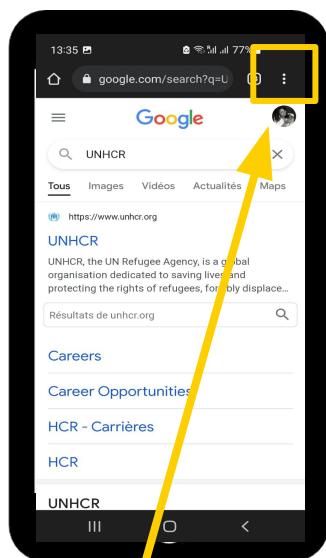 13:35 77%
google.com/search?q=U
Google
UNHCR
Tous Images Vidéos Actualités Maps
https://www.unhcr.org
UNHCR
UNHCR, the UN Refugee Agency, is a global
organisation dedicated to saving lives and
protecting the rights of refugees, forcibly displace...
Résultats de unhcr.org
Careers
Career Opportunities
HCR - Carrières
HCR
UNHCR